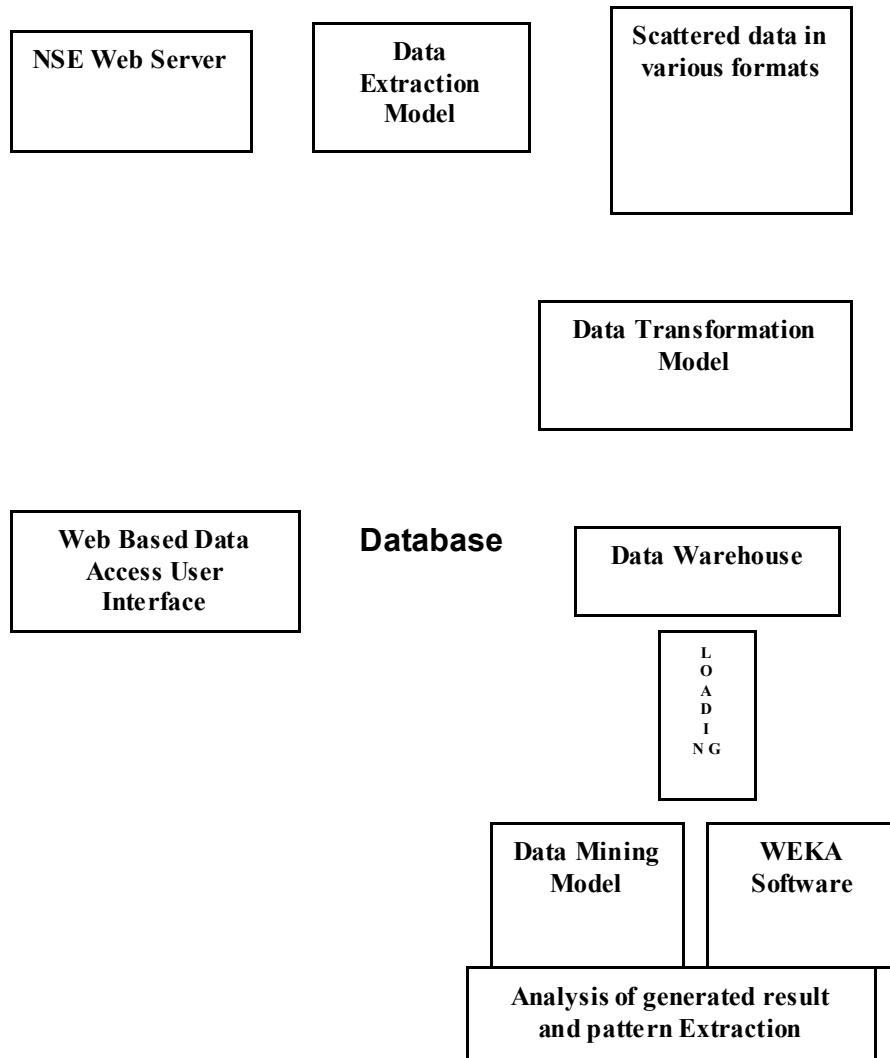 NSE Web Server
Data
Extraction
Model
Scattered data in
various formats
Data Transformation
Model
Web Based Data
Access User
Interface
Database
Data Warehouse
L
O
A
D
I
N G
Data Mining
Model
WEKA
Software
Analysis of generated result
and pattern Extraction